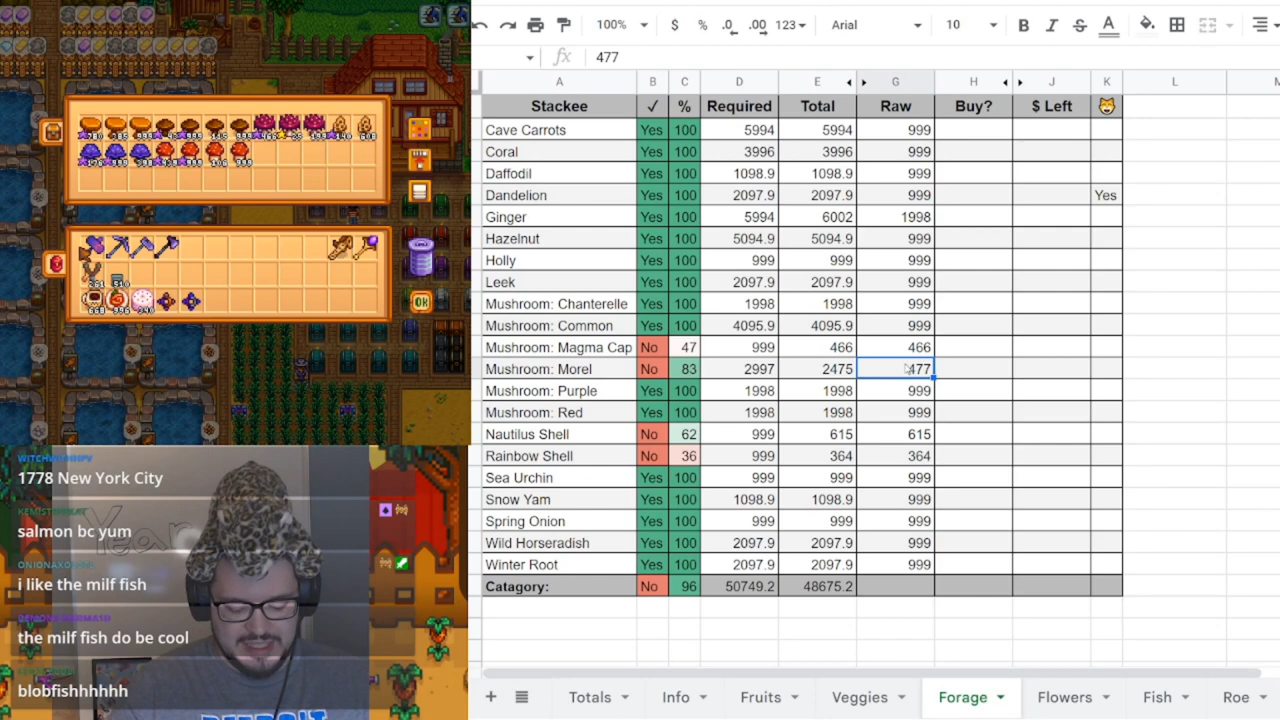 100%
$
%
.0
.00
123
Arial
10
B
I
S
A
fx
477
A B C D E G H J K L
Stackee ✓ % Required Total Raw Buy? $ Left 😺
Cave Carrots Yes 100 5994 5994 999
Coral Yes 100 3996 3996 999
Daffodil Yes 100 1098.9 1098.9 999
Dandelion Yes 100 2097.9 2097.9 999 Yes
Ginger Yes 100 5994 6002 1998
Hazelnut Yes 100 5094.9 5094.9 999
Holly Yes 100 999 999 999
Leek Yes 100 2097.9 2097.9 999
Mushroom: Chanterelle Yes 100 1998 1998 999
Mushroom: Common Yes 100 4095.9 4095.9 999
Mushroom: Magma Cap No 47 999 466 466
Mushroom: Morel No 83 2997 2475 477
Mushroom: Purple Yes 100 1998 1998 999
Mushroom: Red Yes 100 1998 1998 999
Nautilus Shell No 62 999 615 615
Rainbow Shell No 36 999 364 364
Sea Urchin Yes 100 999 999 999
Snow Yam Yes 100 1098.9 1098.9 999
Spring Onion Yes 100 999 999 999
Wild Horseradish Yes 100 2097.9 2097.9 999
Winter Root Yes 100 2097.9 2097.9 999
Catagory: No 96 50749.2 48675.2
+ Totals Info Fruits Veggies Forage Flowers Fish Roe
OK
1778 New York City
salmon bc yum
i like the milf fish
the milf fish do be cool
blobfishhhhhh